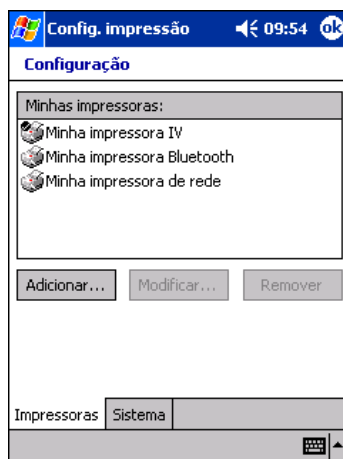 Config. impressão 09:54 ok
Configuração
Minhas impressoras:
Minha impressora IV
Minha impressora Bluetooth
Minha impressora de rede
Adicionar... Modificar... Remover
Impressoras Sistema